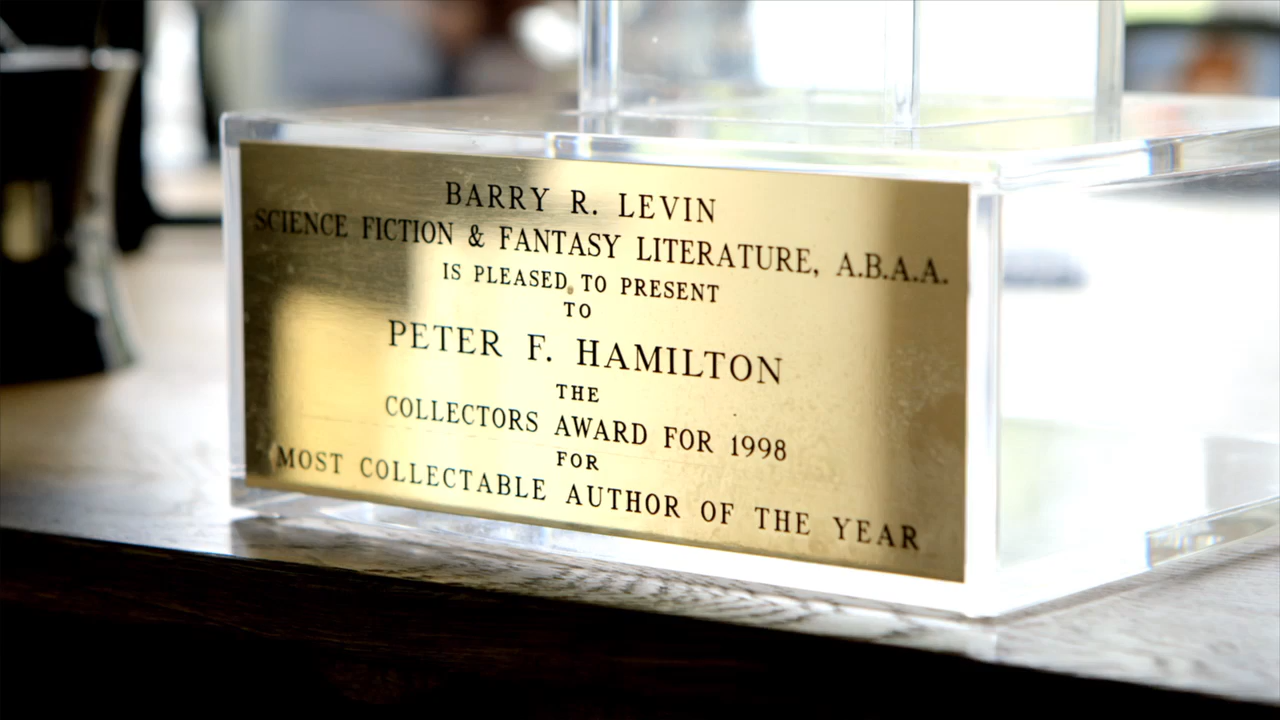 BARRY R. LEVIN
SCIENCE FICTION & FANTASY LITERATURE, A.B.A.A.
IS PLEASED TO PRESENT
TO
PETER F. HAMILTON
THE
COLLECTORS AWARD FOR 1998
FOR
MOST COLLECTABLE AUTHOR OF THE YEAR